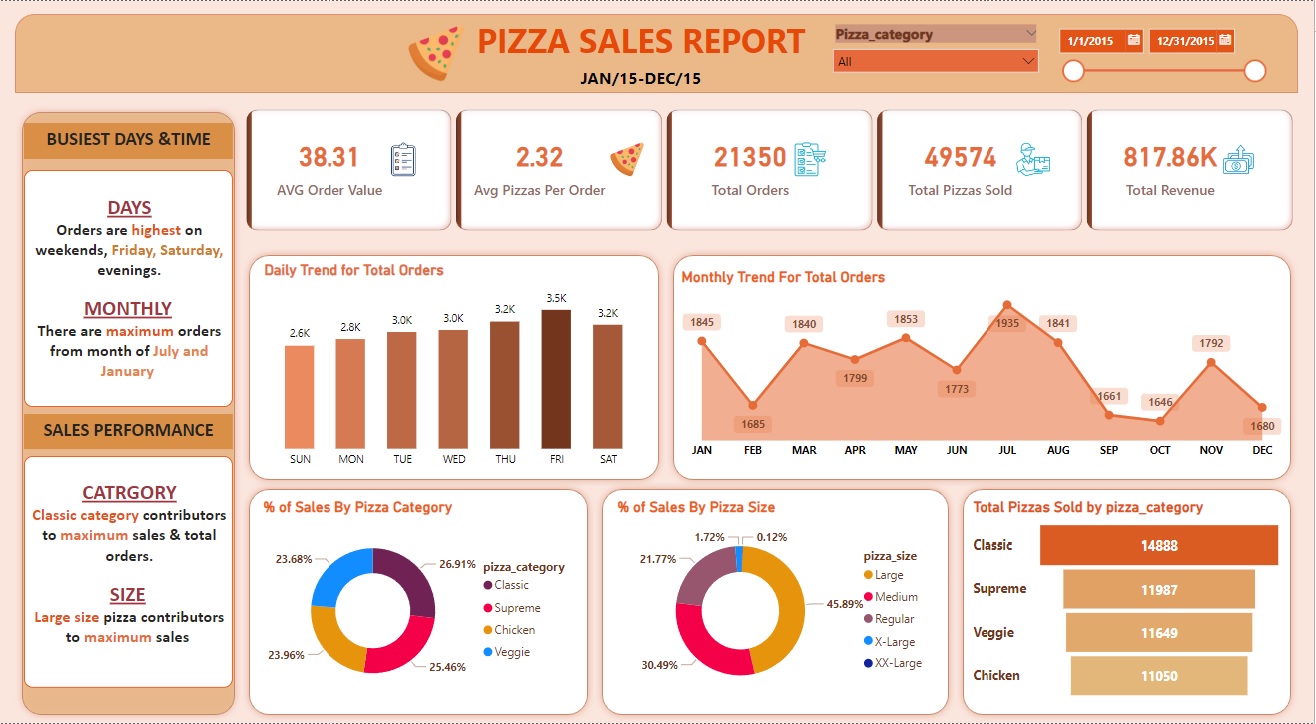 PIZZA SALES REPORT
JAN/15-DEC/15
Pizza_category
All
1/1/2015
12/31/2015
BUSIEST DAYS &TIME
DAYS
Orders are highest on
weekends, Friday, Saturday,
evenings.
MONTHLY
There are maximum orders
from month of July and
January
SALES PERFORMANCE
CATRGORY
Classic category contributors
to maximum sales & total
orders.
SIZE
Large size pizza contributors
to maximum sales
38.31
AVG Order Value
2.32
Avg Pizzas Per Order
21350
Total Orders
49574
Total Pizzas Sold
817.86K
Total Revenue
Daily Trend for Total Orders
2.6K
2.8K
3.0K
3.0K
3.2K
3.5K
3.2K
SUN
MON
TUE
WED
THU
FRI
SAT
Monthly Trend For Total Orders
1845
1685
1840
1799
1853
1773
1935
1841
1661
1646
1792
1680
JAN
FEB
MAR
APR
MAY
JUN
JUL
AUG
SEP
OCT
NOV
DEC
% of Sales By Pizza Category
23.68%
26.91%
23.96%
25.46%
pizza_category
Classic
Supreme
Chicken
Veggie
% of Sales By Pizza Size
1.72%
0.12%
21.77%
45.89%
30.49%
pizza_size
Large
Medium
Regular
X-Large
XX-Large
Total Pizzas Sold by pizza_category
Classic
14888
Supreme
11987
Veggie
11649
Chicken
11050